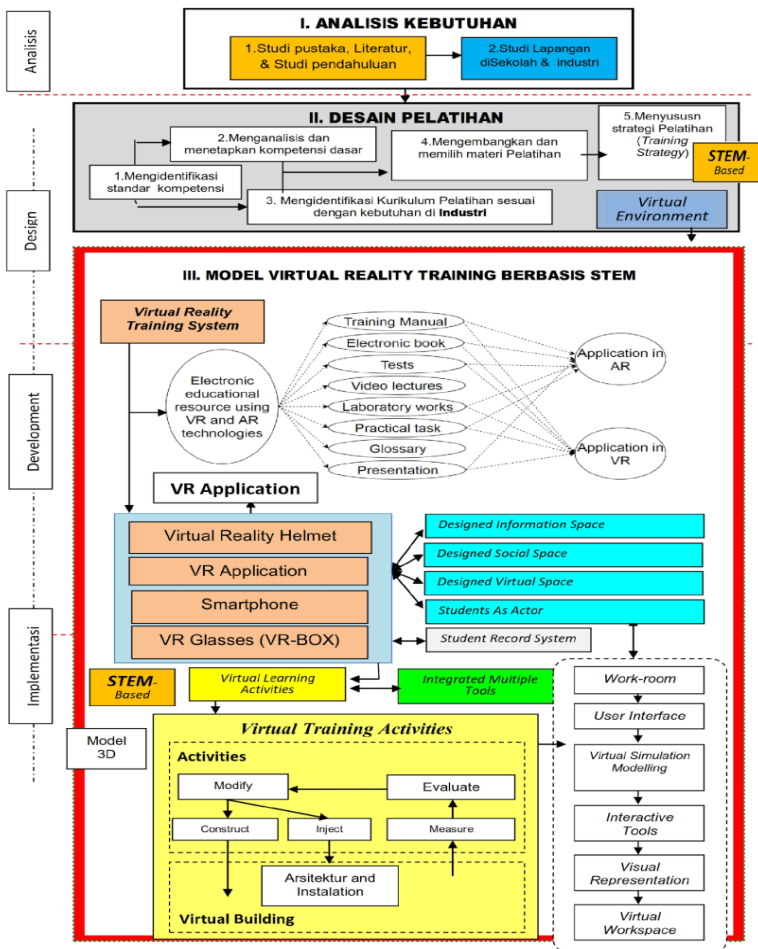 Analisis
I. ANALISIS KEBUTUHAN
1.Studi pustaka, Literatur,
& Studi pendahuluan
2.Studi Lapangan
diSekolah & industri
Design
II. DESAIN PELATIHAN
2.Menganalisis dan
menetapkan kompetensi dasar
1.Mengidentifikasi
standar kompetensi
3. Mengidentifikasi Kurikulum Pelatihan sesuai
dengan kebutuhan di Industri
4.Mengembangkan dan
memilih materi Pelatihan
5.Menyususn
strategi Pelatihan
(Training
Strategy)
STEM-
Based
Virtual
Environment
III. MODEL VIRTUAL REALITY TRAINING BERBASIS STEM
Development
Virtual Reality
Training System
Electronic
educational
resource using
VR and AR
technologies
Training Manual
Electronic book
Tests
Video lectures
Laboratory works
Practical task
Glossary
Presentation
Application in
AR
Application in
VR
VR Application
Virtual Reality Helmet
VR Application
Smartphone
VR Glasses (VR-BOX)
Designed Information Space
Designed Social Space
Designed Virtual Space
Students As Actor
Student Record System
Implementasi
STEM-
Based
Virtual Learning
Activities
Integrated Multiple
Tools
Model
3D
Virtual Training Activities
Activities
Modify
Evaluate
Construct
Inject
Measure
Arsitektur and
Instalation
Virtual Building
Work-room
User Interface
Virtual Simulation
Modelling
Interactive
Tools
Visual
Representation
Virtual
Workspace